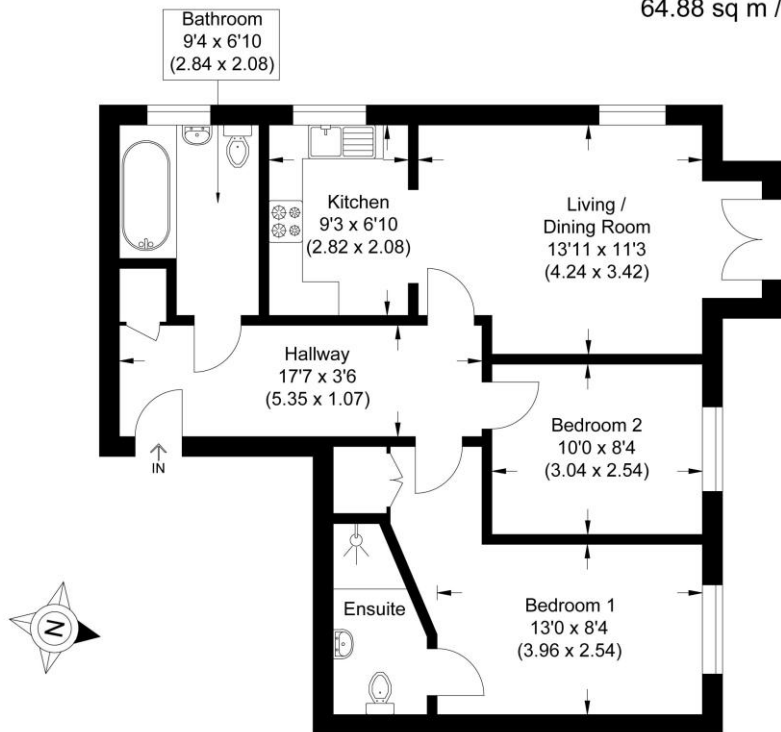 64.88 sq m /
Bathroom
9'4 x 6'10
(2.84 x 2.08)
Kitchen
9'3 x 6'10
(2.82 x 2.08)
Living /
Dining Room
13'11 x 11'3
(4.24 x 3.42)
Hallway
17'7 x 3'6
(5.35 x 1.07)
IN
Bedroom 2
10'0 x 8'4
(3.04 x 2.54)
Ensuite
Bedroom 1
13'0 x 8'4
(3.96 x 2.54)
N